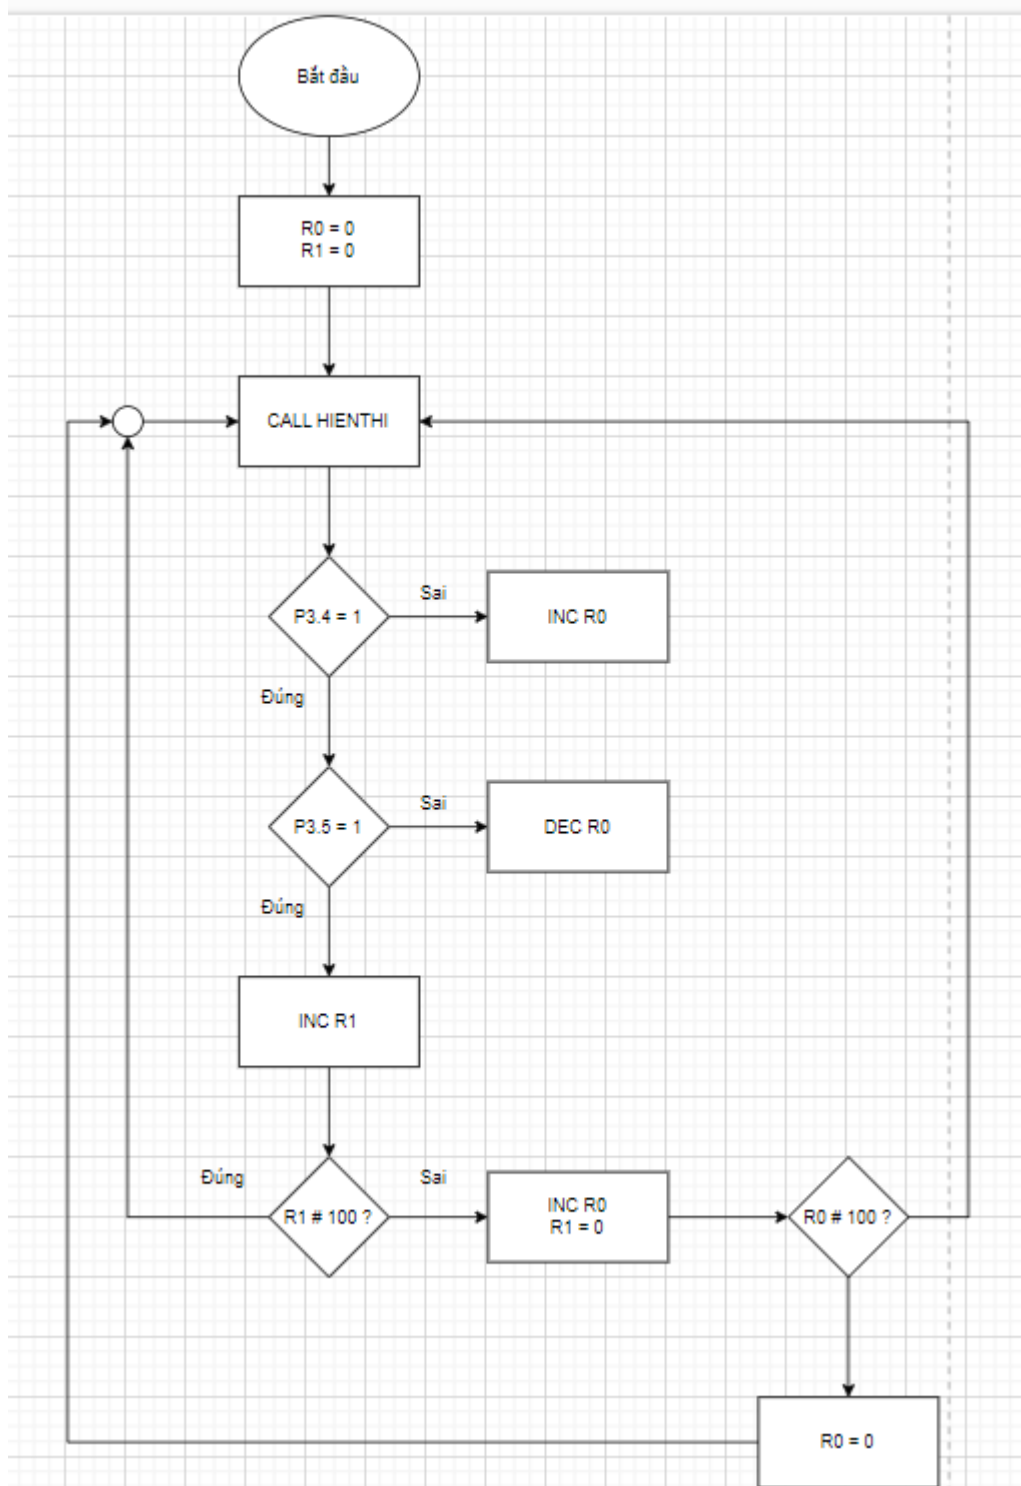 Bắt đầu
R0 = 0
R1 = 0
CALL HIENTHI
P3.4 = 1
Sai
INC R0
Đúng
P3.5 = 1
Sai
DEC R0
Đúng
INC R1
Đúng
R1 # 100 ?
Sai
INC R0
R1 = 0
R0 # 100 ?
R0 = 0